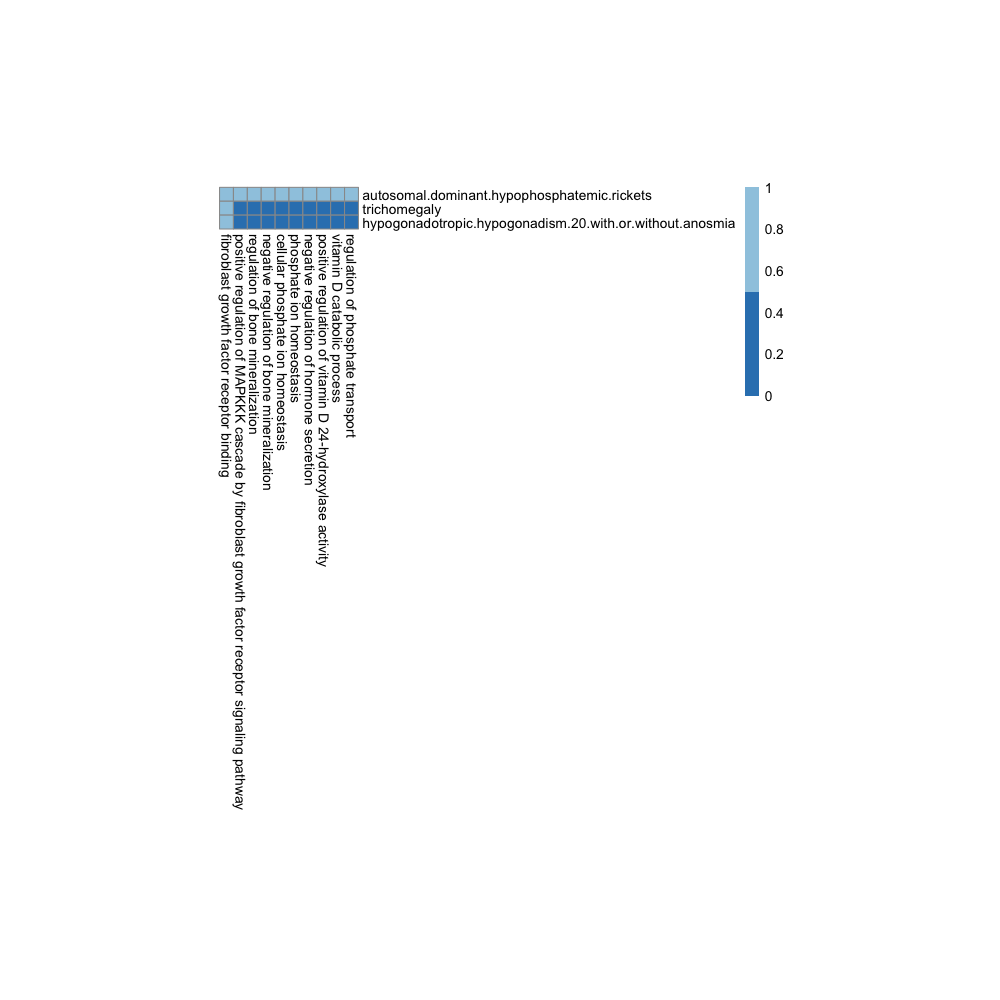 autosomal.dominant.hypophosphatemic.rickets
trichomegaly
hypogonadotropic.hypogonadism.20.with.or.without.anosmia
1
0.8
0.6
0.4
0.2
0
fibroblast growth factor receptor binding
positive regulation of MAPKKK cascade by fibroblast growth factor receptor signaling pathway
regulation of bone mineralization
negative regulation of bone mineralization
cellular phosphate ion homeostasis
phosphate ion homeostasis
negative regulation of hormone secretion
positive regulation of vitamin D 24-hydroxylase activity
vitamin D catabolic process
regulation of phosphate transport